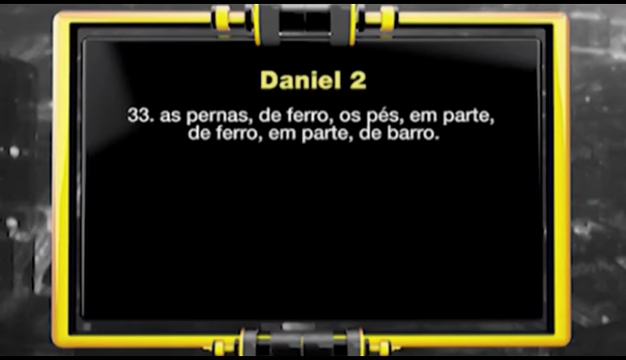 Daniel 2
33. as pernas, de ferro, os pés, em parte,
de ferro, em parte, de barro.